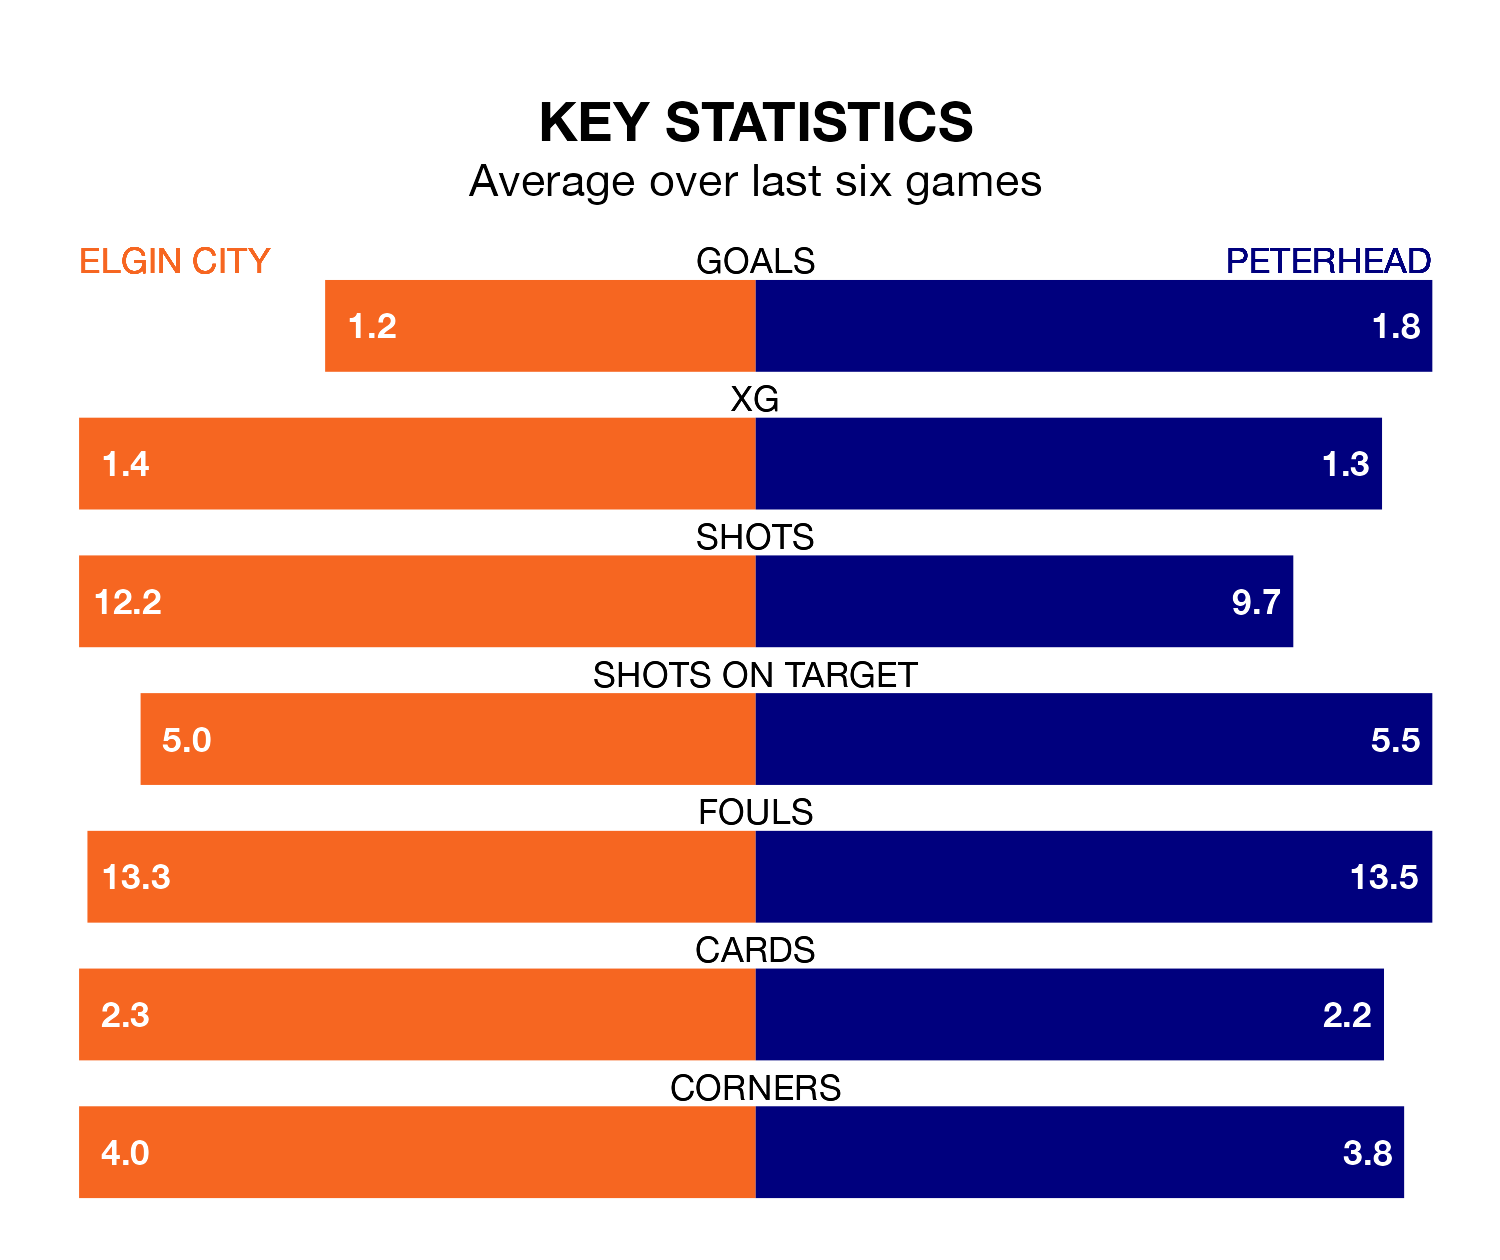 KEY STATISTICS
Average over last six games
ELGIN CITY GOALS PETERHEAD
1.2 1.8
XG
1.4 1.3
SHOTS
12.2 9.7
SHOTS ON TARGET
5.0 5.5
FOULS
13.3 13.5
CARDS
2.3 2.2
CORNERS
4.0 3.8